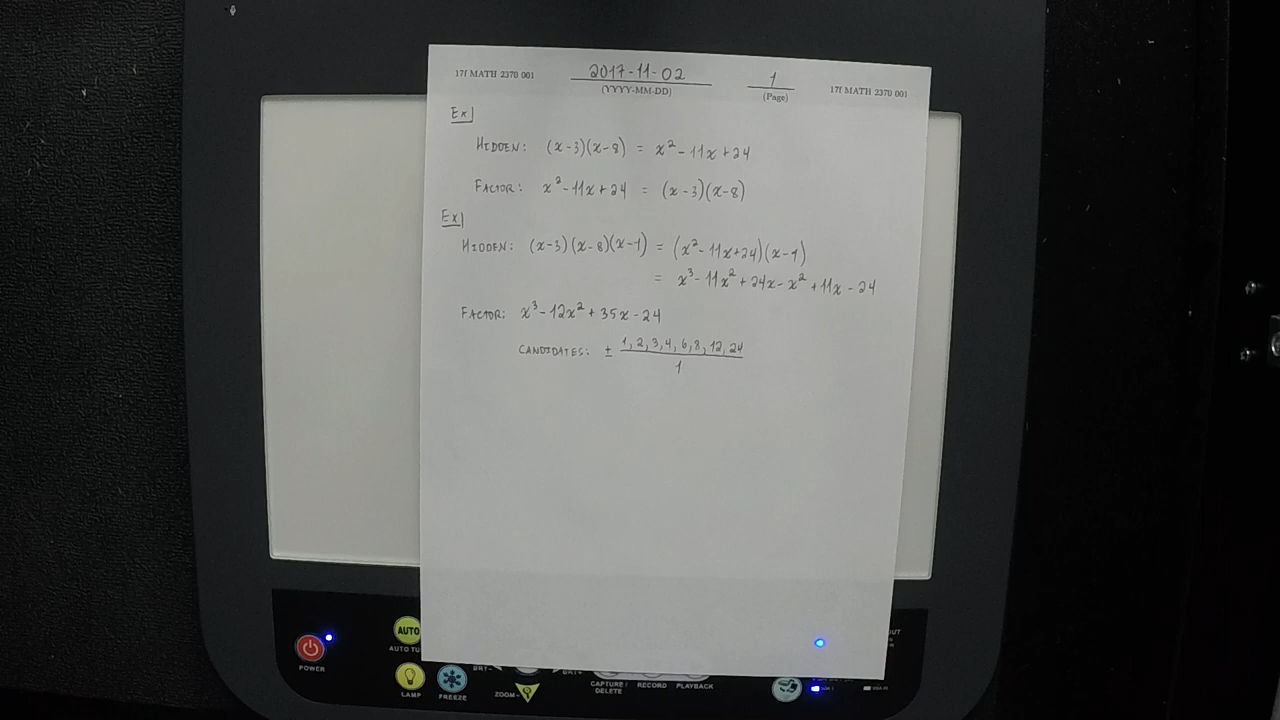 17f MATH 2370 001 2017-11-02 1 17f MATH 2370 001
(YYYY-MM-DD) (Page)
Ex
HIDDEN: (x-3)(x-8) = x² - 11x + 24
FACTOR: x² - 11x + 24 = (x-3)(x-8)
Ex
HIDDEN: (x-3)(x-8)(x-1) = (x² - 11x + 24)(x-1)
= x³ - 11x² + 24x - x² + 11x - 24
FACTOR: x³ - 12x² + 35x - 24
CANDIDATES: ± 1, 2, 3, 4, 6, 8, 12, 24
1
POWER
AUTO
LAMP
FREEZE
ZOOM
CAPTURE / DELETE
RECORD
PLAYBACK